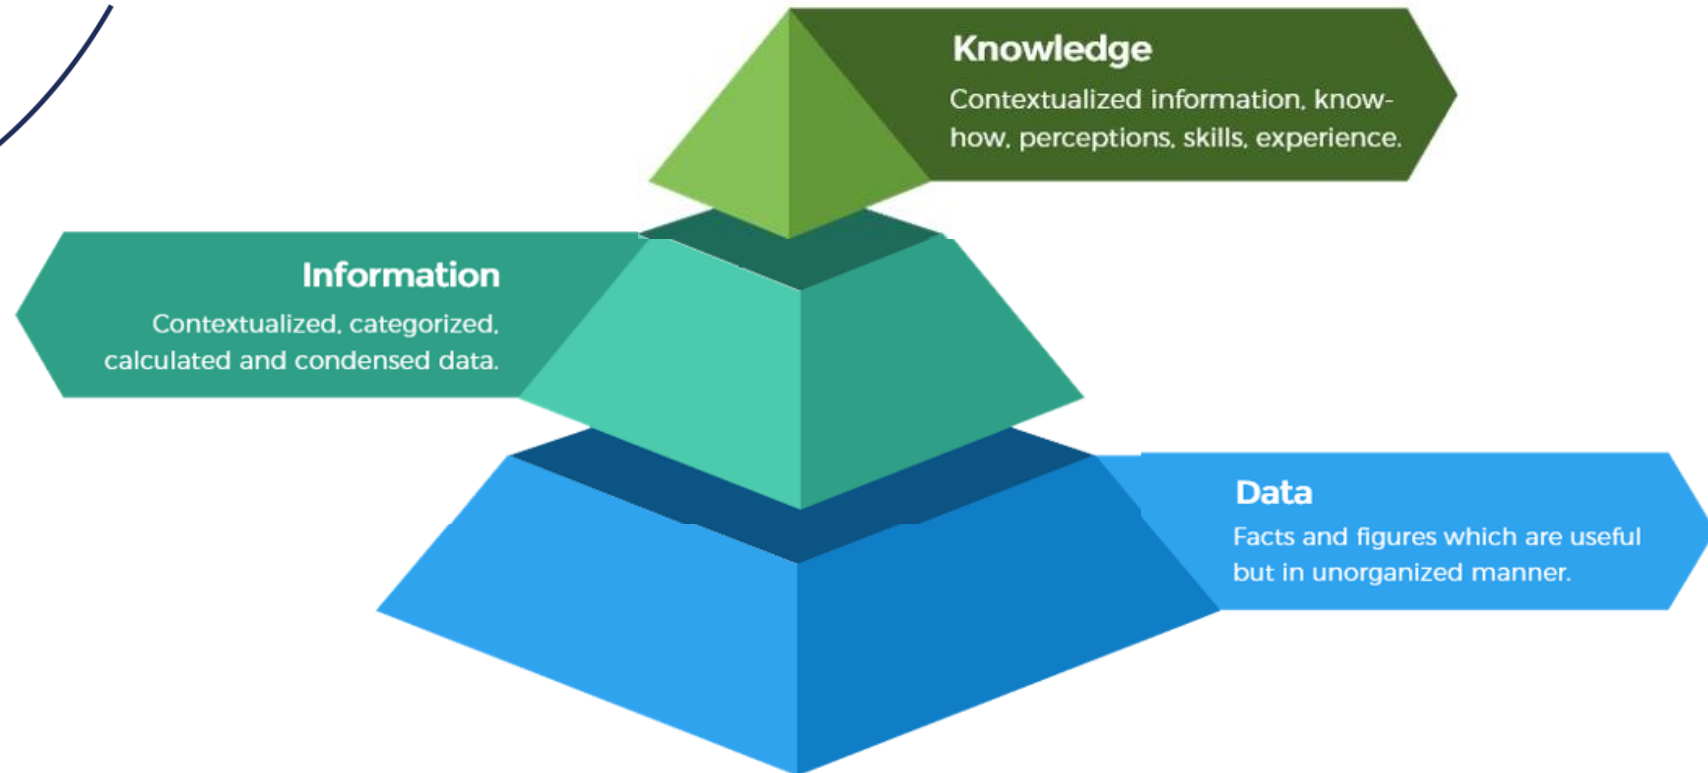 Knowledge
Contextualized information, know-
how, perceptions, skills, experience.
Information
Contextualized, categorized,
calculated and condensed data.
Data
Facts and figures which are useful
but in unorganized manner.